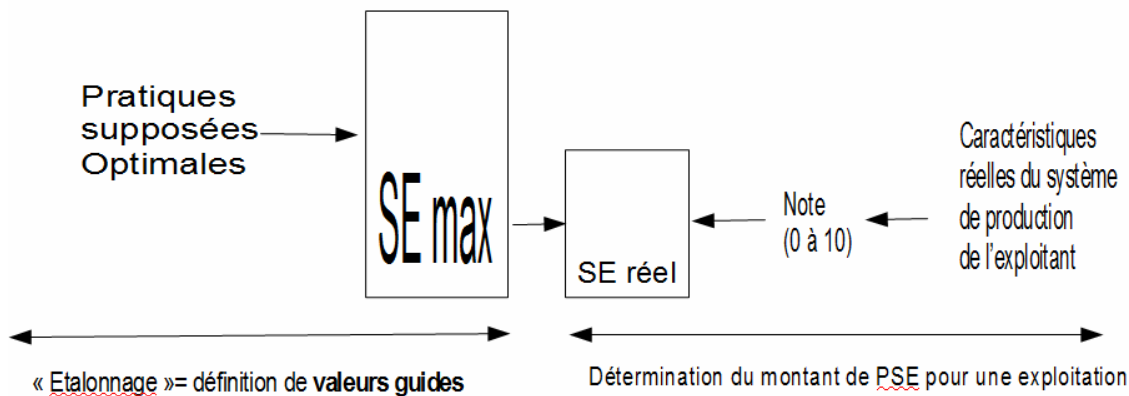 Pratiques
supposées
Optimales
SE max
SE réel
Note
(0 à 10)
Caractéristiques
réelles du système
de production
de l'exploitant
« Etalonnage »= définition de valeurs guides
Détermination du montant de PSE pour une exploitation